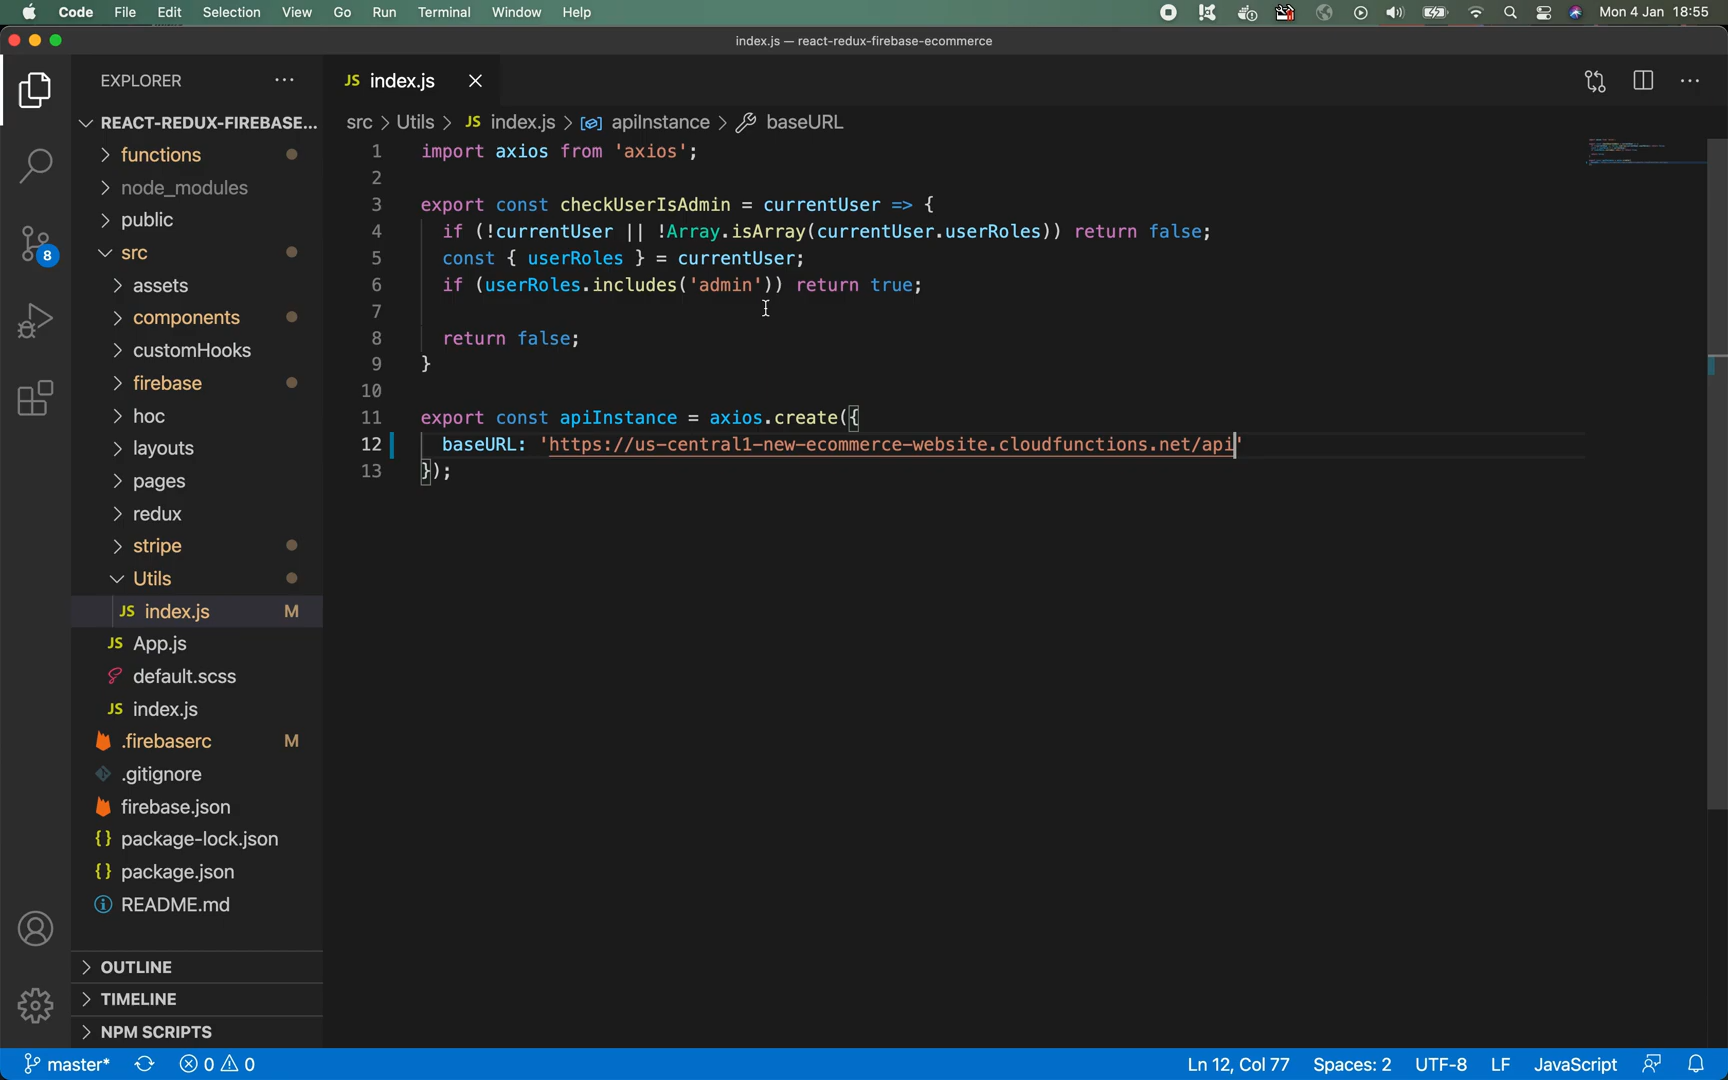 Code File Edit Selection View Go Run Terminal Window Help Mon 4 Jan 18:55
index.js — react-redux-firebase-ecommerce
EXPLORER
JS index.js
REACT-REDUX-FIREBASE...
src > Utils > JS index.js > apiInstance > baseURL
functions
node_modules
public
src
assets
components
customHooks
firebase
hoc
layouts
pages
redux
stripe
Utils
JS index.js M
JS App.js
default.scss
JS index.js
.firebaserc M
.gitignore
firebase.json
{} package-lock.json
{} package.json
README.md
OUTLINE
TIMELINE
NPM SCRIPTS
8
1 import axios from 'axios';
2
3 export const checkUserIsAdmin = currentUser => {
4 if (!currentUser || !Array.isArray(currentUser.userRoles)) return false;
5 const { userRoles } = currentUser;
6 if (userRoles.includes('admin')) return true;
7
8 return false;
9 }
10
11 export const apiInstance = axios.create({
12 baseURL: 'https://us-central1-new-ecommerce-website.cloudfunctions.net/api'
13 });
master* 0 0 Ln 12, Col 77 Spaces: 2 UTF-8 LF JavaScript